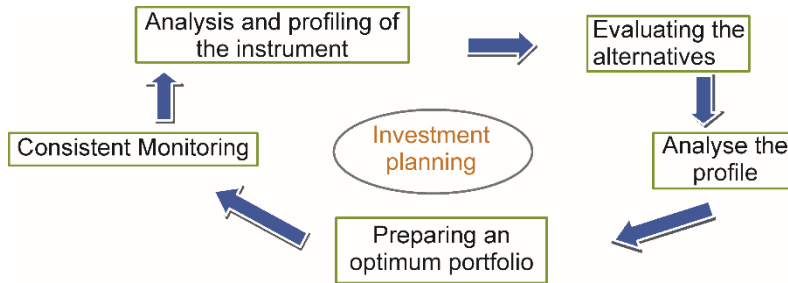 Analysis and profiling of
the instrument
Evaluating the
alternatives
Analyse the
profile
Preparing an
optimum portfolio
Consistent Monitoring
Investment
planning